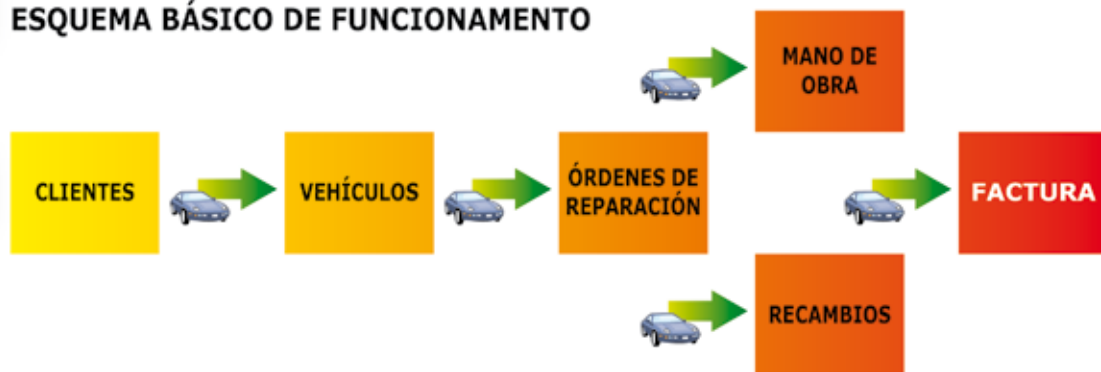 ESQUEMA BÁSICO DE FUNCIONAMENTO
MANO DE
OBRA
CLIENTES
VEHÍCULOS
ÓRDENES DE
REPARACIÓN
FACTURA
RECAMBIOS